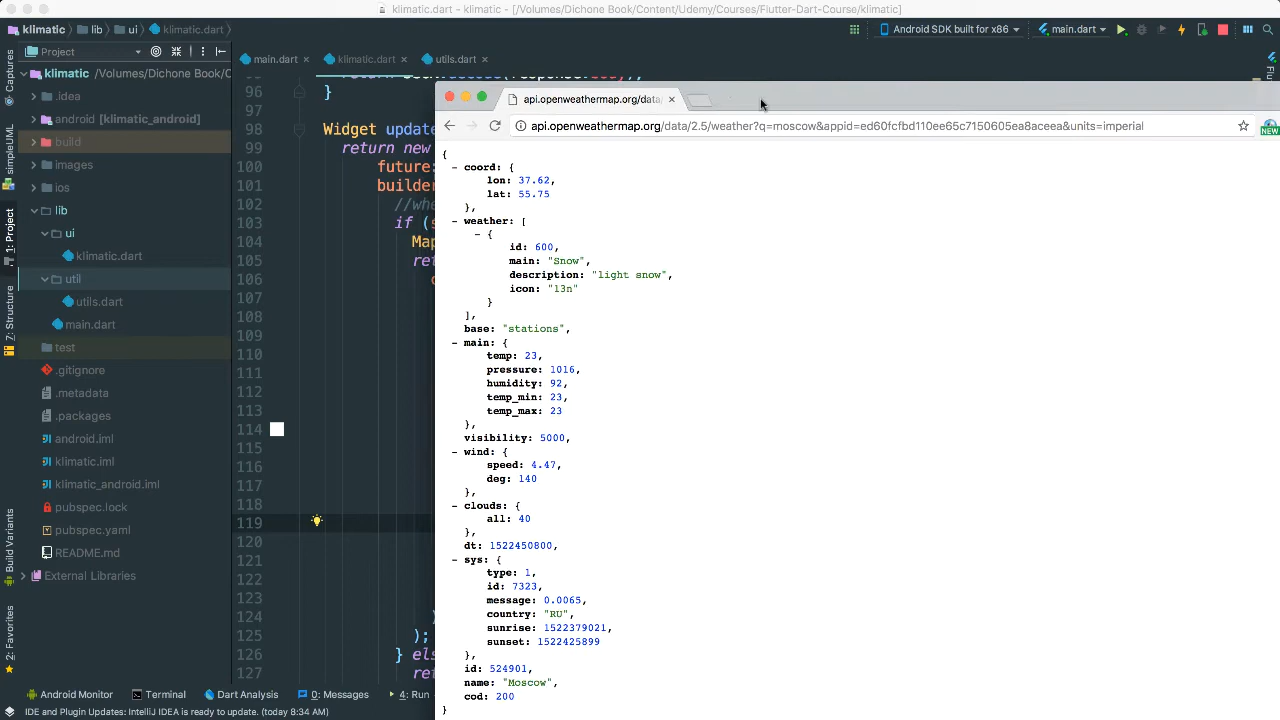 klimatic.dart - klimatic - [/Volumes/Dichone Book/Content/Udemy/Courses/Flutter-Dart-Course/klimatic]
klimatic
lib
ui
klimatic.dart
Android SDK built for x86
main.dart
Project
main.dart
klimatic.dart
utils.dart
Captures
simpleUML
1: Project
7: Structure
Build Variants
2: Favorites
klimatic /Volumes/Dichone Book/C
.idea
android [klimatic_android]
build
images
ios
lib
ui
klimatic.dart
util
utils.dart
main.dart
test
.gitignore
.metadata
.packages
android.iml
klimatic.iml
klimatic_android.iml
pubspec.lock
pubspec.yaml
README.md
External Libraries
96 }
97
98 Widget update
99 return new
100 future:
101 builder
102 //whe
103 if (s
104 Map
105 ret
106 c
107
108
109
110
111
112
113
114
115
116
117
118
119
120
121
122
123
124 )
125 );
126 } els
127 ret
api.openweathermap.org/data/
api.openweathermap.org/data/2.5/weather?q=moscow&appid=ed60fcfbd110ee65c7150605ea8aceea&units=imperial
NEW
{
- coord: {
lon: 37.62,
lat: 55.75
},
- weather: [
- {
id: 600,
main: "Snow",
description: "light snow",
icon: "13n"
}
],
base: "stations",
- main: {
temp: 23,
pressure: 1016,
humidity: 92,
temp_min: 23,
temp_max: 23
},
visibility: 5000,
- wind: {
speed: 4.47,
deg: 140
},
- clouds: {
all: 40
},
dt: 1522450800,
- sys: {
type: 1,
id: 7323,
message: 0.0065,
country: "RU",
sunrise: 1522379021,
sunset: 1522425899
},
id: 524901,
name: "Moscow",
cod: 200
}
Android Monitor
Terminal
Dart Analysis
0: Messages
4: Run
IDE and Plugin Updates: IntelliJ IDEA is ready to update. (today 8:34 AM)